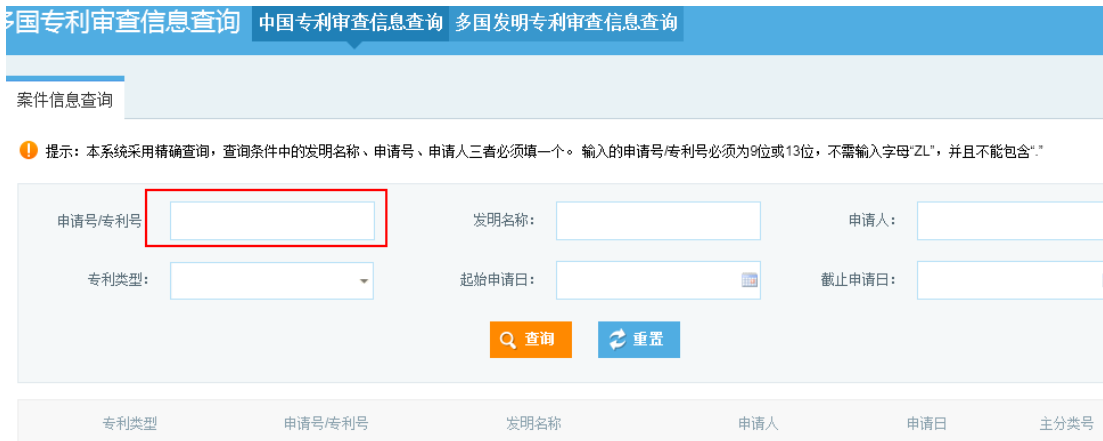 多国专利审查信息查询 中国专利审查信息查询 多国发明专利审查信息查询
案件信息查询
提示：本系统采用精确查询，查询条件中的发明名称、申请号、申请人三者必须填一个。 输入的申请号/专利号必须为9位或13位，不需输入字母“ZL”，并且不能包含“.”
申请号/专利号 发明名称： 申请人：
专利类型： 起始申请日： 截止申请日：
查询 重置
专利类型 申请号/专利号 发明名称 申请人 申请日 主分类号